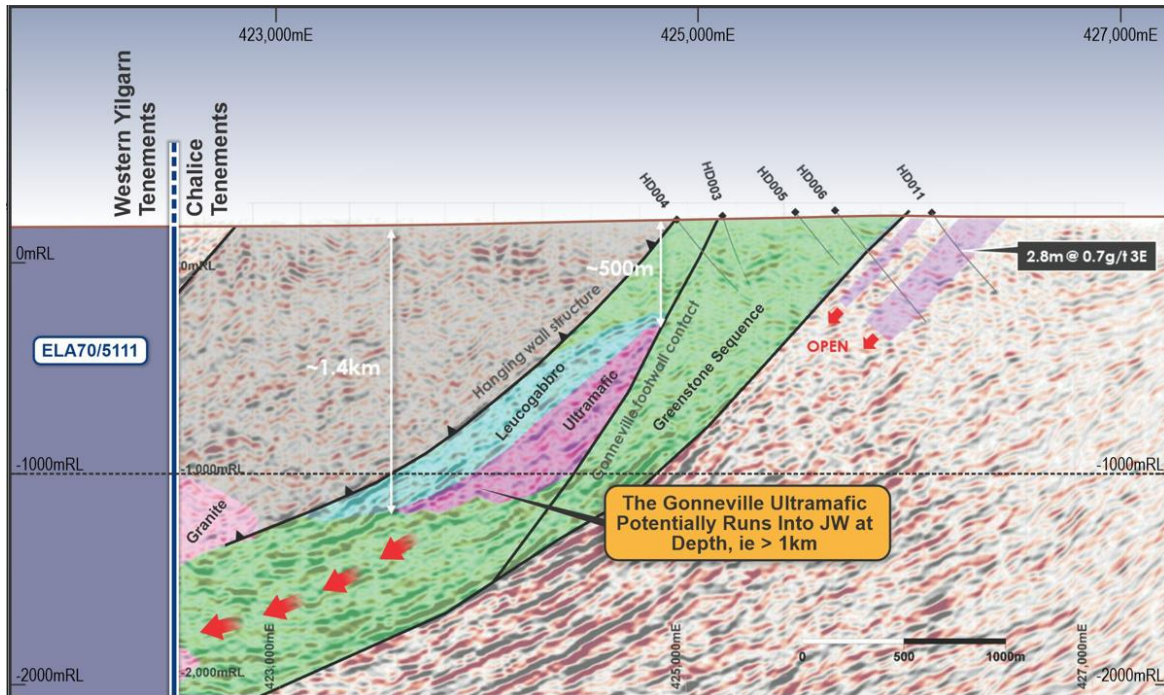 423,000mE
425,000mE
427,000mE
Western Yilgarn
Tenements
Chalice
Tenements
HD004
HD003
HD005
HD006
HD011
0mRL
0mRL
2.8m @ 0.7g/t 3E
~500m
OPEN
ELA70/5111
~1.4km
Hanging wall structure
Leucogabbro
Ultramafic
Gonneville footwall contact
Greenstone Sequence
-1000mRL
-1,000mRL
-1000mRL
Granite
The Gonneville Ultramafic
Potentially Runs Into JW at
Depth, ie > 1km
423,000mE
425,000mE
427,000mE
0
500
1000m
-2000mRL
-2,000mRL
-2000mRL